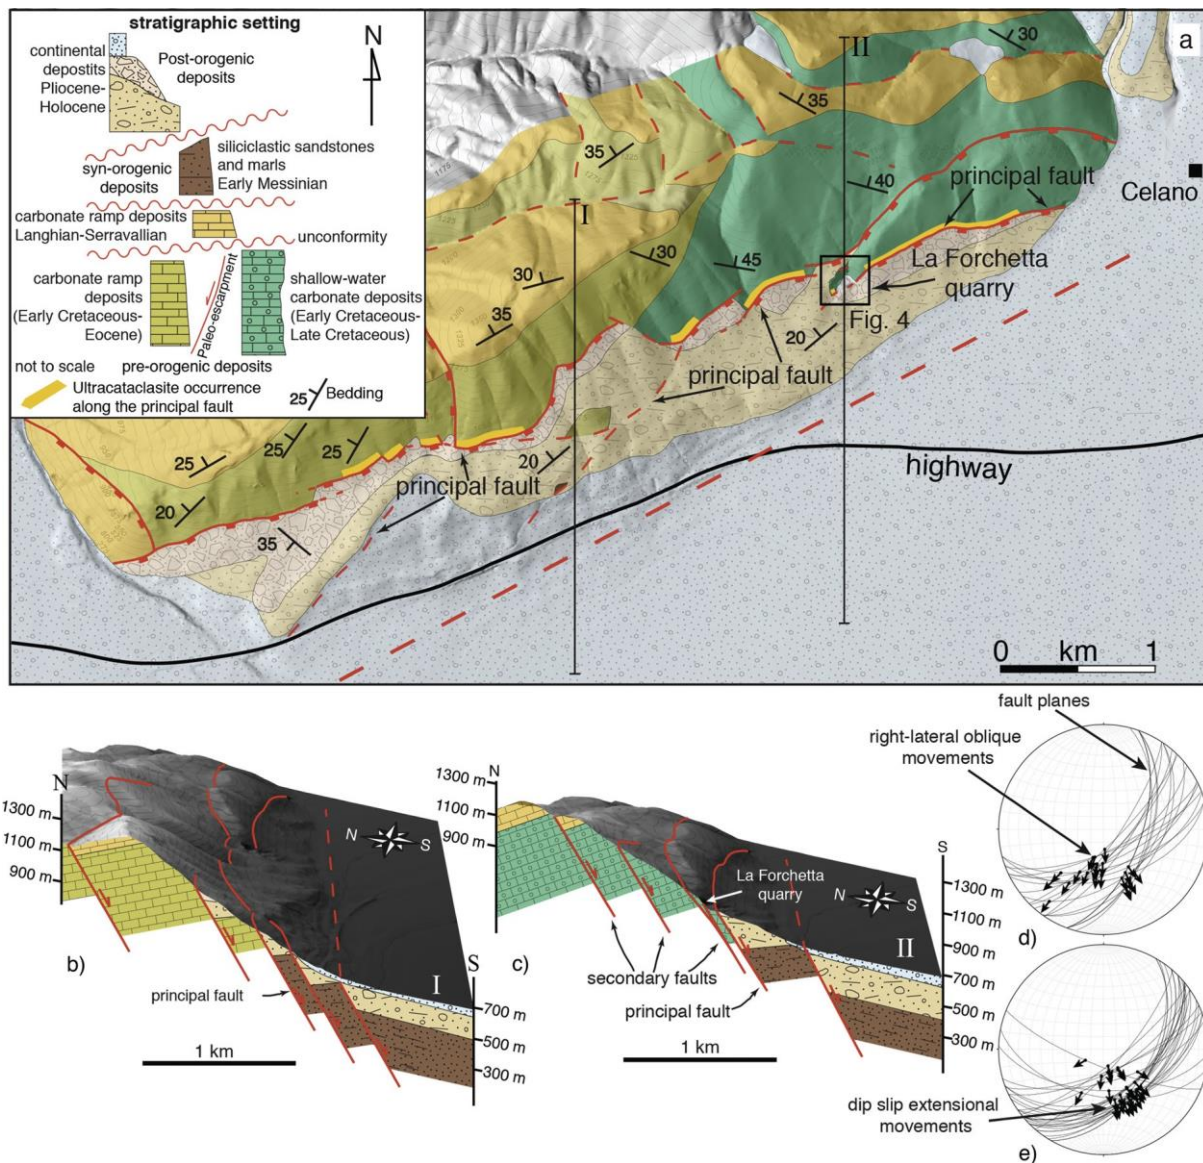 a
stratigraphic setting
N
continental
deposits
Pliocene-
Holocene
Post-orogenic deposits
syn-orogenic
deposits
siliciclastic sandstones
and marls
Early Messinian
carbonate ramp deposits
Langhian-Serravallian
unconformity
carbonate ramp
deposits
(Early Cretaceous-
Eocene)
Paleo-escarpment
shallow-water
carbonate deposits
(Early Cretaceous-
Late Cretaceous)
not to scale
pre-orogenic deposits
Ultracataclasite occurrence
along the principal fault
25
Bedding
II
30
35
35
I
40
principal fault
Celano
30
45
30
La Forchetta
quarry
35
Fig. 4
20
principal fault
25
25
25
20
principal fault
20
highway
35
0 km 1
N
1300 m
1100 m
900 m
N S
b)
principal fault
I
S
700 m
500 m
300 m
1 km
N
1300 m
1100 m
900 m
c)
La Forchetta
quarry
N S
S
1300 m
1100 m
900 m
700 m
500 m
300 m
II
secondary faults
principal fault
1 km
fault planes
right-lateral oblique
movements
d)
dip slip extensional
movements
e)